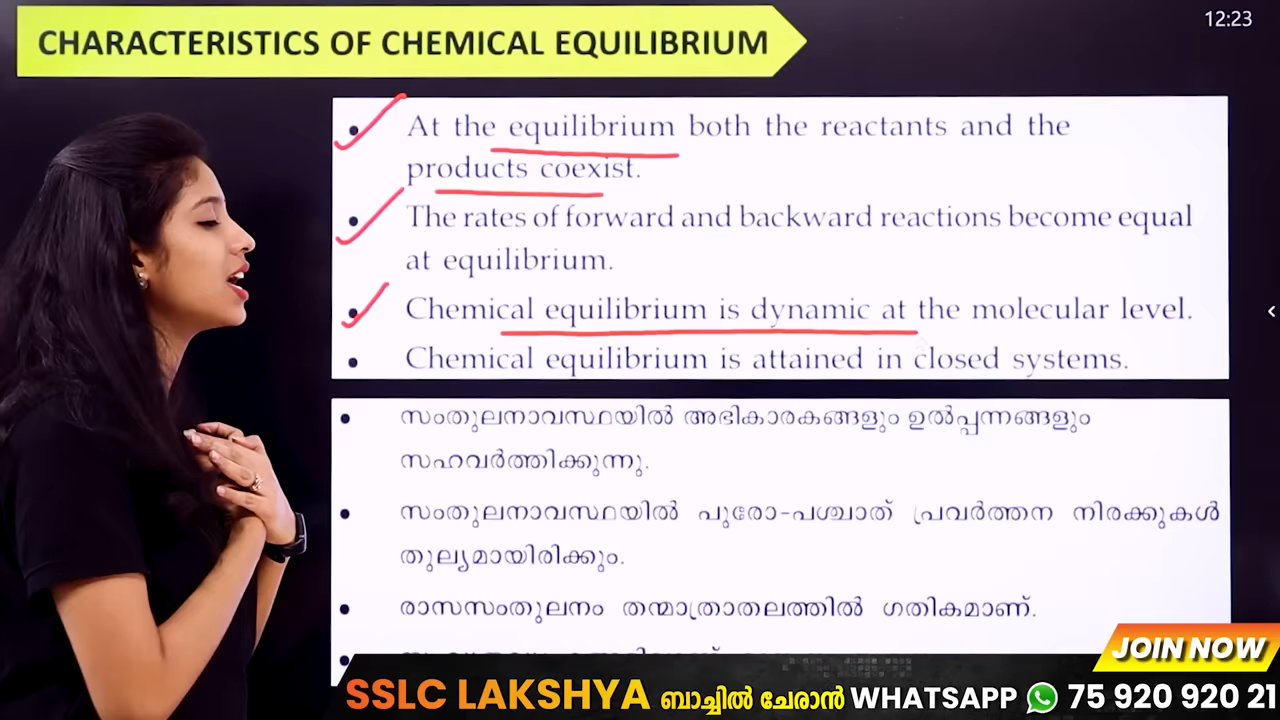 CHARACTERISTICS OF CHEMICAL EQUILIBRIUM
12:23
• At the equilibrium both the reactants and the
products coexist.
• The rates of forward and backward reactions become equal
at equilibrium.
• Chemical equilibrium is dynamic at the molecular level.
• Chemical equilibrium is attained in closed systems.
• സംതുലനാവസ്ഥയിൽ അഭികാരകങ്ങളും ഉൽപ്പന്നങ്ങളും
സഹവർത്തിക്കുന്നു.
• സംതുലനാവസ്ഥയിൽ പുരോ-പശ്ചാത് പ്രവർത്തന നിരക്കുകൾ
തുല്യമായിരിക്കും.
• രാസസംതുലനം തന്മാത്രാതലത്തിൽ ഗതികമാണ്.
JOIN NOW
SSLC LAKSHYA ബാച്ചിൽ ചേരാൻ WHATSAPP 75 920 920 21